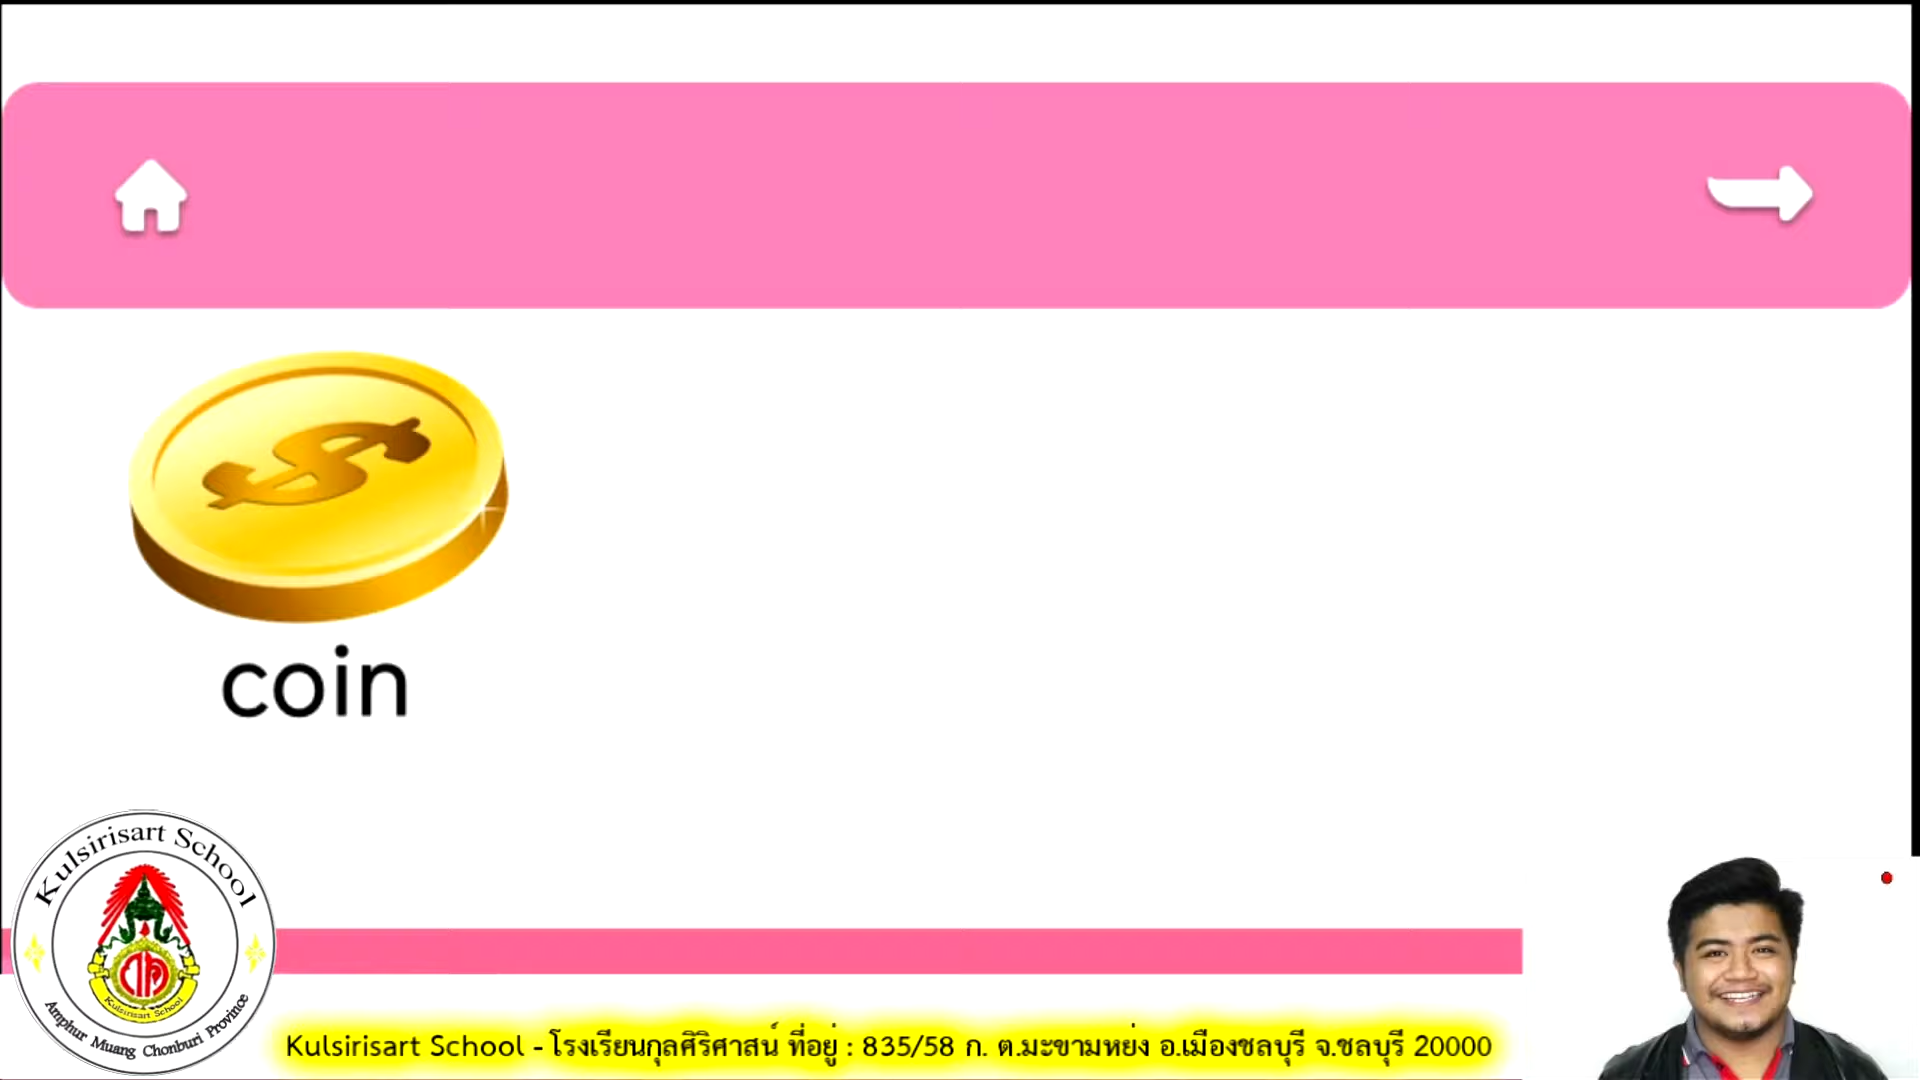 $
coin
Kulsirisart School
Kulsirisart School
Amphur Muang Chonburi Province
Kulsirisart School - โรงเรียนกุลศิริศาสน์ ที่อยู่ : 835/58 ก. ต.มะขามหย่ง อ.เมืองชลบุรี จ.ชลบุรี 20000